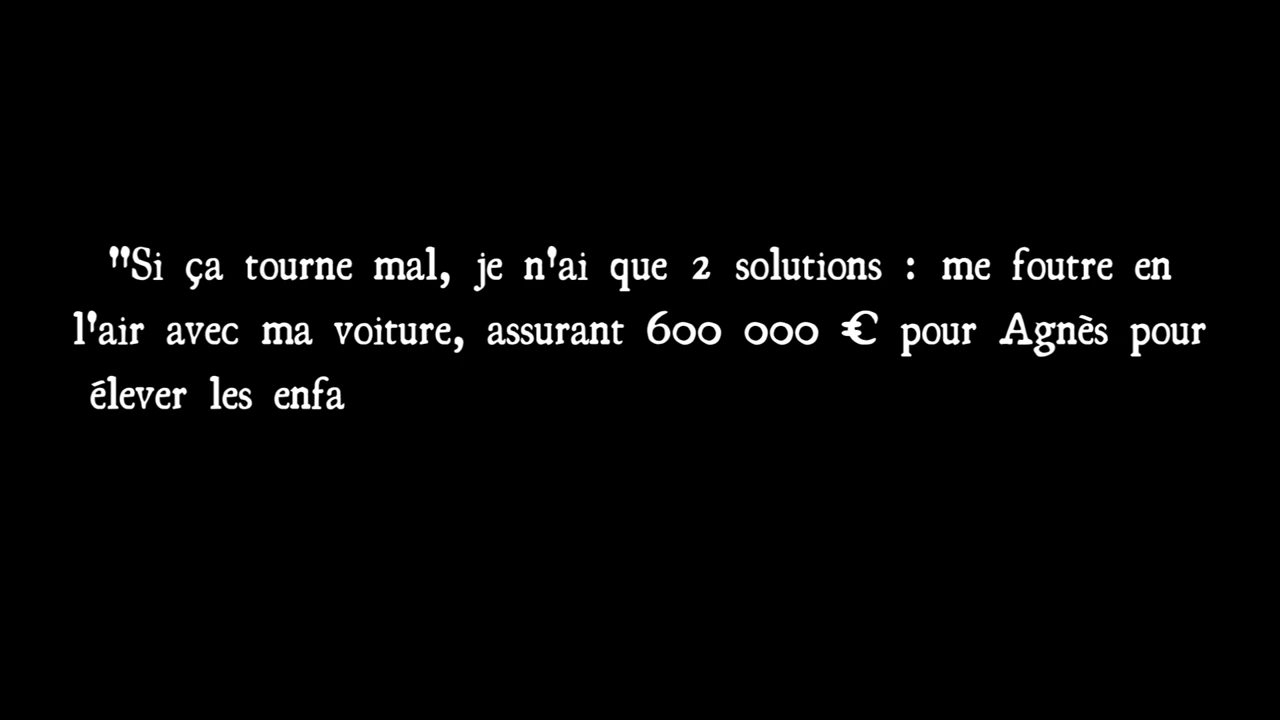 "Si ça tourne mal, je n'ai que 2 solutions : me foutre en
l'air avec ma voiture, assurant 600 000 € pour Agnès pour
élever les enfa